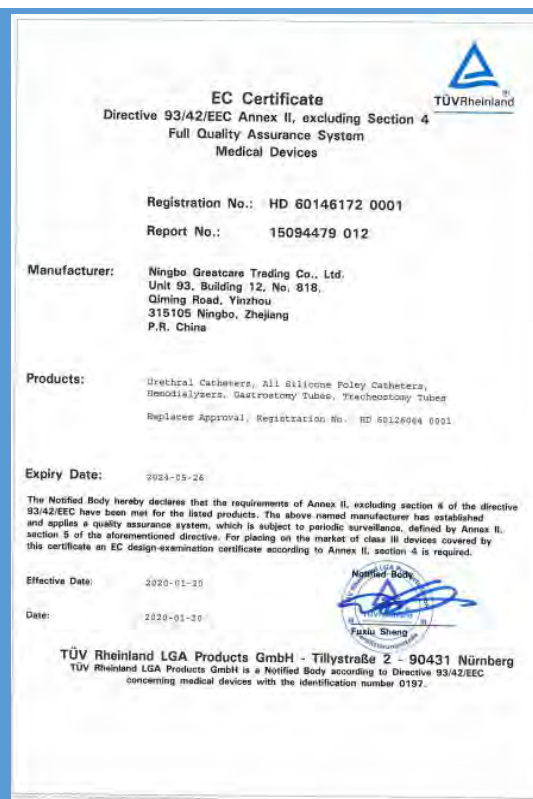 TÜVRheinland
EC Certificate
Directive 93/42/EEC Annex II, excluding Section 4
Full Quality Assurance System
Medical Devices
Registration No.: HD 60146172 0001
Report No.: 15094479 012
Manufacturer: Ningbo Greatcare Trading Co., Ltd.
Unit 93, Building 12, No. 818,
Qiming Road, Yinzhou
315105 Ningbo, Zhejiang
P.R. China
Products: Urethral Catheters, All Silicone Foley Catheters,
Hemodialyzers, Gastrostomy Tubes, Tracheostomy Tubes
Replaces Approval, Registration No. HD 60126064 0001
Expiry Date: 2024-05-26
The Notified Body hereby declares that the requirements of Annex II, excluding section 4 of the directive
93/42/EEC have been met for the listed products. The above named manufacturer has established
and applies a quality assurance system, which is subject to periodic surveillance, defined by Annex II,
section 5 of the aforementioned directive. For placing on the market of class III devices covered by
this certificate an EC design-examination certificate according to Annex II, section 4 is required.
Effective Date: 2020-01-20
Notified Body
Date: 2020-01-20
Fuxiu Sheng
TÜV Rheinland LGA Products GmbH - Tillystraße 2 - 90431 Nürnberg
TÜV Rheinland LGA Products GmbH is a Notified Body according to Directive 93/42/EEC
concerning medical devices with the identification number 0197.